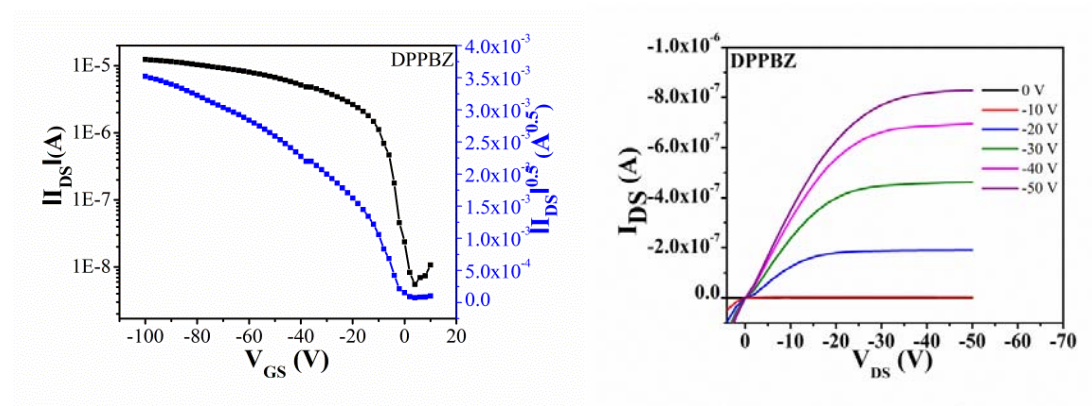 DPPBZ
1E-5
1E-6
1E-7
1E-8
|I_DS|(A)
-100 -80 -60 -40 -20 0 20
V_GS (V)
4.0x10^-3
3.5x10^-3
3.0x10^-3
2.5x10^-3
2.0x10^-3
1.5x10^-3
1.0x10^-3
5.0x10^-4
0.0
|I_DS|^0.5 (A^0.5)
DPPBZ
-1.0x10^-6
-8.0x10^-7
-6.0x10^-7
-4.0x10^-7
-2.0x10^-7
0.0
I_DS (A)
0 V
-10 V
-20 V
-30 V
-40 V
-50 V
0 -10 -20 -30 -40 -50 -60 -70
V_DS (V)